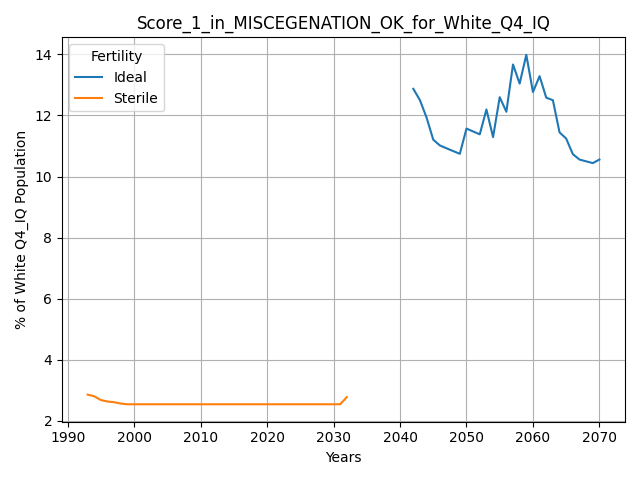 Score_1_in_MISCEGENATION_OK_for_White_Q4_IQ
Fertility
Ideal
Sterile
% of White Q4_IQ Population
14
12
10
8
6
4
2
1990 2000 2010 2020 2030 2040 2050 2060 2070
Years